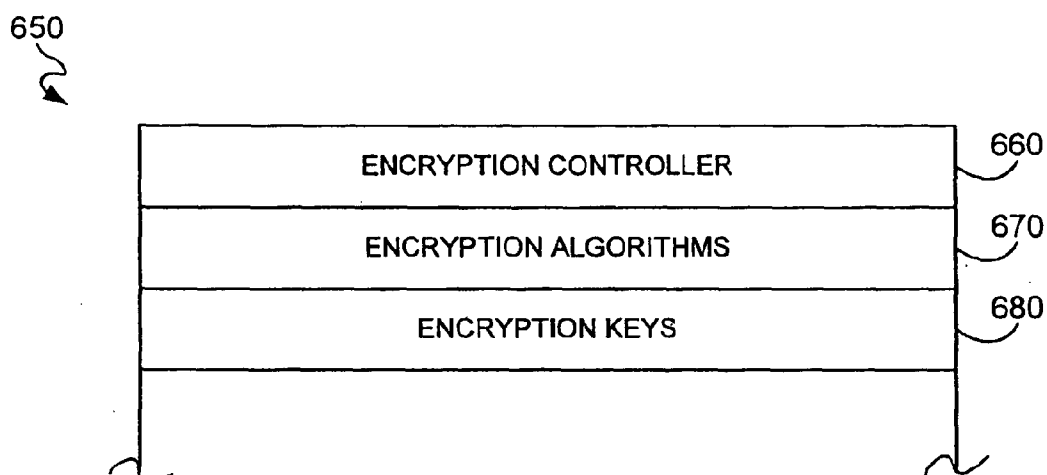 650
ENCRYPTION CONTROLLER
660
ENCRYPTION ALGORITHMS
670
ENCRYPTION KEYS
680